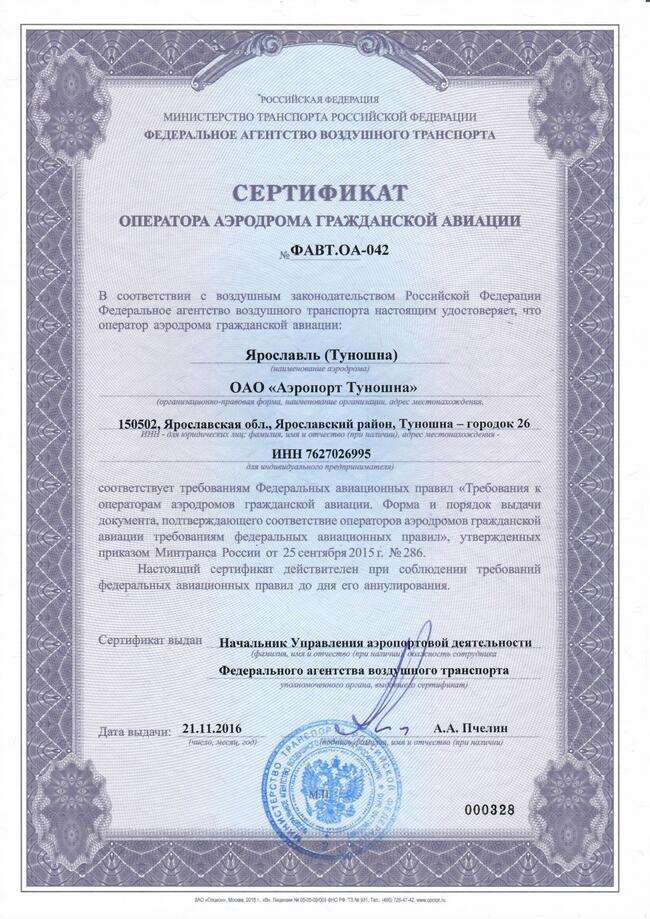 РОССИЙСКАЯ ФЕДЕРАЦИЯ
МИНИСТЕРСТВО ТРАНСПОРТА РОССИЙСКОЙ ФЕДЕРАЦИИ
ФЕДЕРАЛЬНОЕ АГЕНТСТВО ВОЗДУШНОГО ТРАНСПОРТА
СЕРТИФИКАТ
ОПЕРАТОРА АЭРОДРОМА ГРАЖДАНСКОЙ АВИАЦИИ
№ ФАВТ.ОА-042
В соответствии с воздушным законодательством Российской Федерации
Федеральное агентство воздушного транспорта настоящим удостоверяет, что
оператор аэродрома гражданской авиации:
Ярославль (Туношна)
(наименование аэродрома)
ОАО «Аэропорт Туношна»
(организационно-правовая форма, наименование организации, адрес местонахождения,
150502, Ярославская обл., Ярославский район, Туношна – городок 26
ИНН - для юридических лиц; фамилия, имя и отчество (при наличии), адрес местонахождения -
ИНН 7627026995
для индивидуального предпринимателя)
соответствует требованиям Федеральных авиационных правил «Требования к
операторам аэродромов гражданской авиации. Форма и порядок выдачи
документа, подтверждающего соответствие операторов аэродромов гражданской
авиации требованиям федеральных авиационных правил», утвержденных
приказом Минтранса России от 25 сентября 2015 г. № 286.
Настоящий сертификат действителен при соблюдении требований
федеральных авиационных правил до дня его аннулирования.
Сертификат выдан Начальник Управления аэропортовой деятельности
(фамилия, имя и отчество (при наличии) должность сотрудника
Федерального агентства воздушного транспорта
уполномоченного органа, выдавшего сертификат)
Дата выдачи: 21.11.2016 А.А. Пчелин
(число, месяц, год) (подпись, фамилия, имя и отчество (при наличии)
М.П.
000328